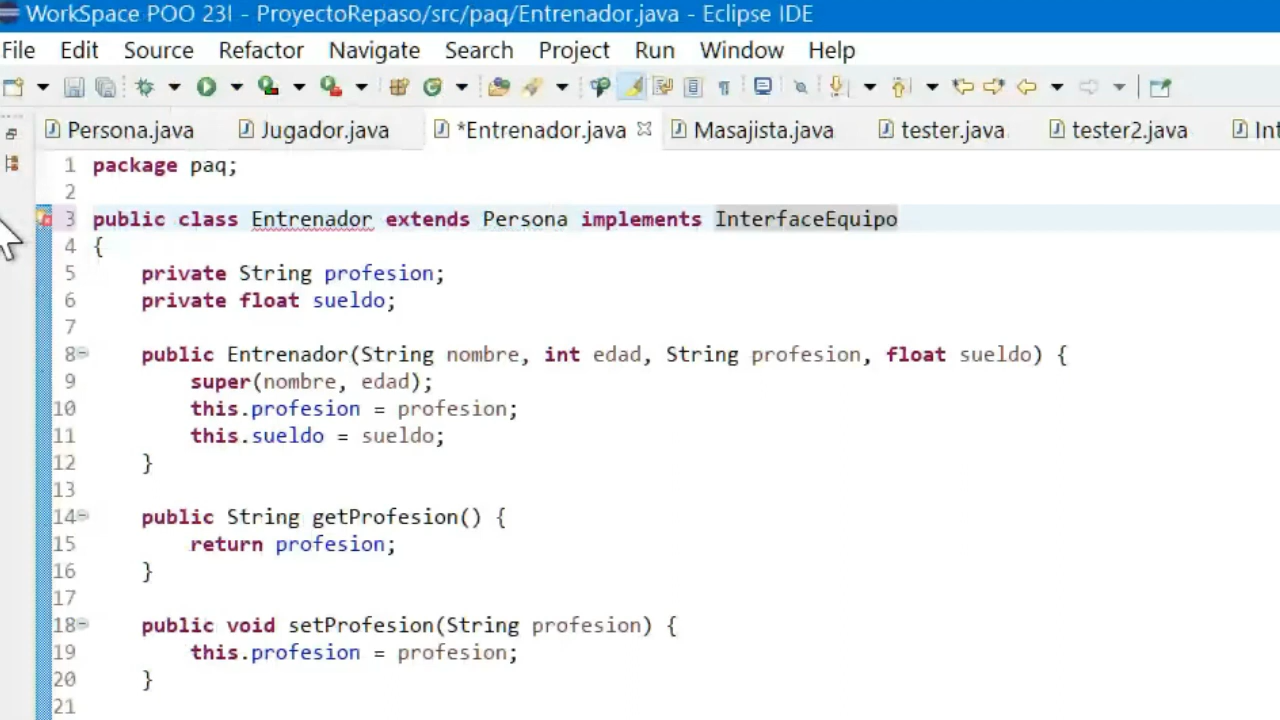 WorkSpace POO 23I - ProyectoRepaso/src/paq/Entrenador.java - Eclipse IDE
File Edit Source Refactor Navigate Search Project Run Window Help
Persona.java Jugador.java *Entrenador.java Masajista.java tester.java tester2.java Int
1 package paq;
2
3 public class Entrenador extends Persona implements InterfaceEquipo
4 {
5 private String profesion;
6 private float sueldo;
7
8 public Entrenador(String nombre, int edad, String profesion, float sueldo) {
9 super(nombre, edad);
10 this.profesion = profesion;
11 this.sueldo = sueldo;
12 }
13
14 public String getProfesion() {
15 return profesion;
16 }
17
18 public void setProfesion(String profesion) {
19 this.profesion = profesion;
20 }
21